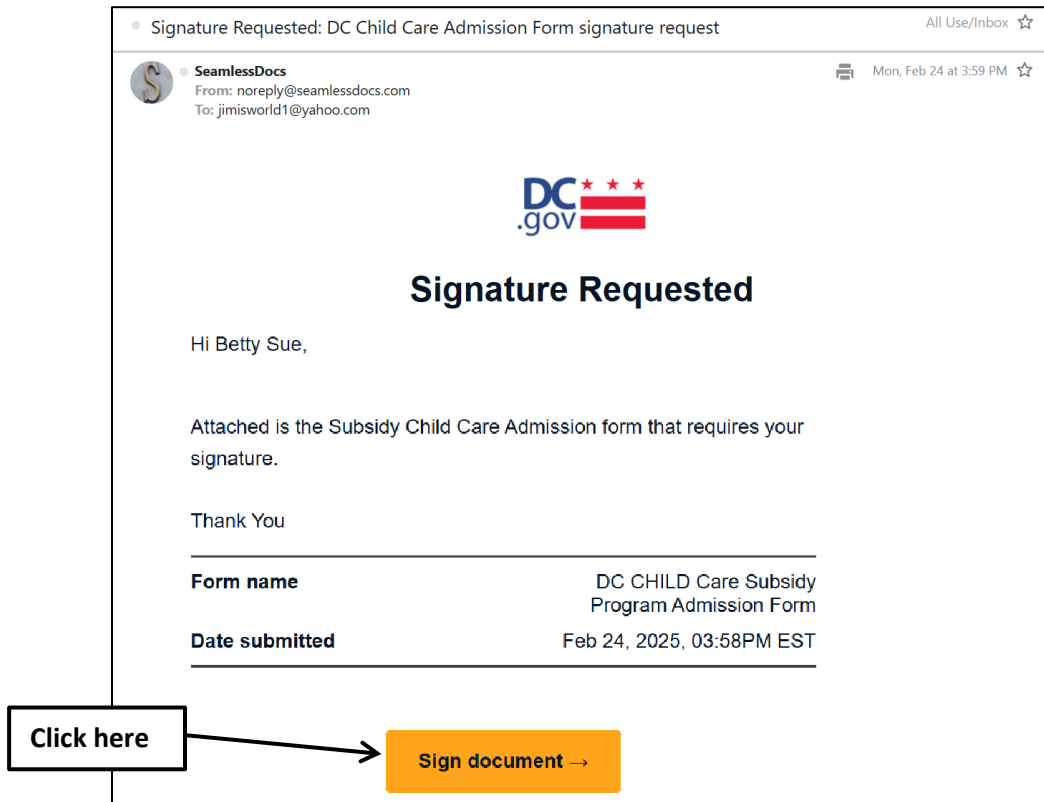 Signature Requested: DC Child Care Admission Form signature request
All Use/Inbox
S
SeamlessDocs
Mon, Feb 24 at 3:59 PM
From: noreply@seamlessdocs.com
To: jimisworld1@yahoo.com
DC
.gov
Signature Requested
Hi Betty Sue,
Attached is the Subsidy Child Care Admission form that requires your
signature.
Thank You
Form name
DC CHILD Care Subsidy
Program Admission Form
Date submitted
Feb 24, 2025, 03:58PM EST
Click here
Sign document →